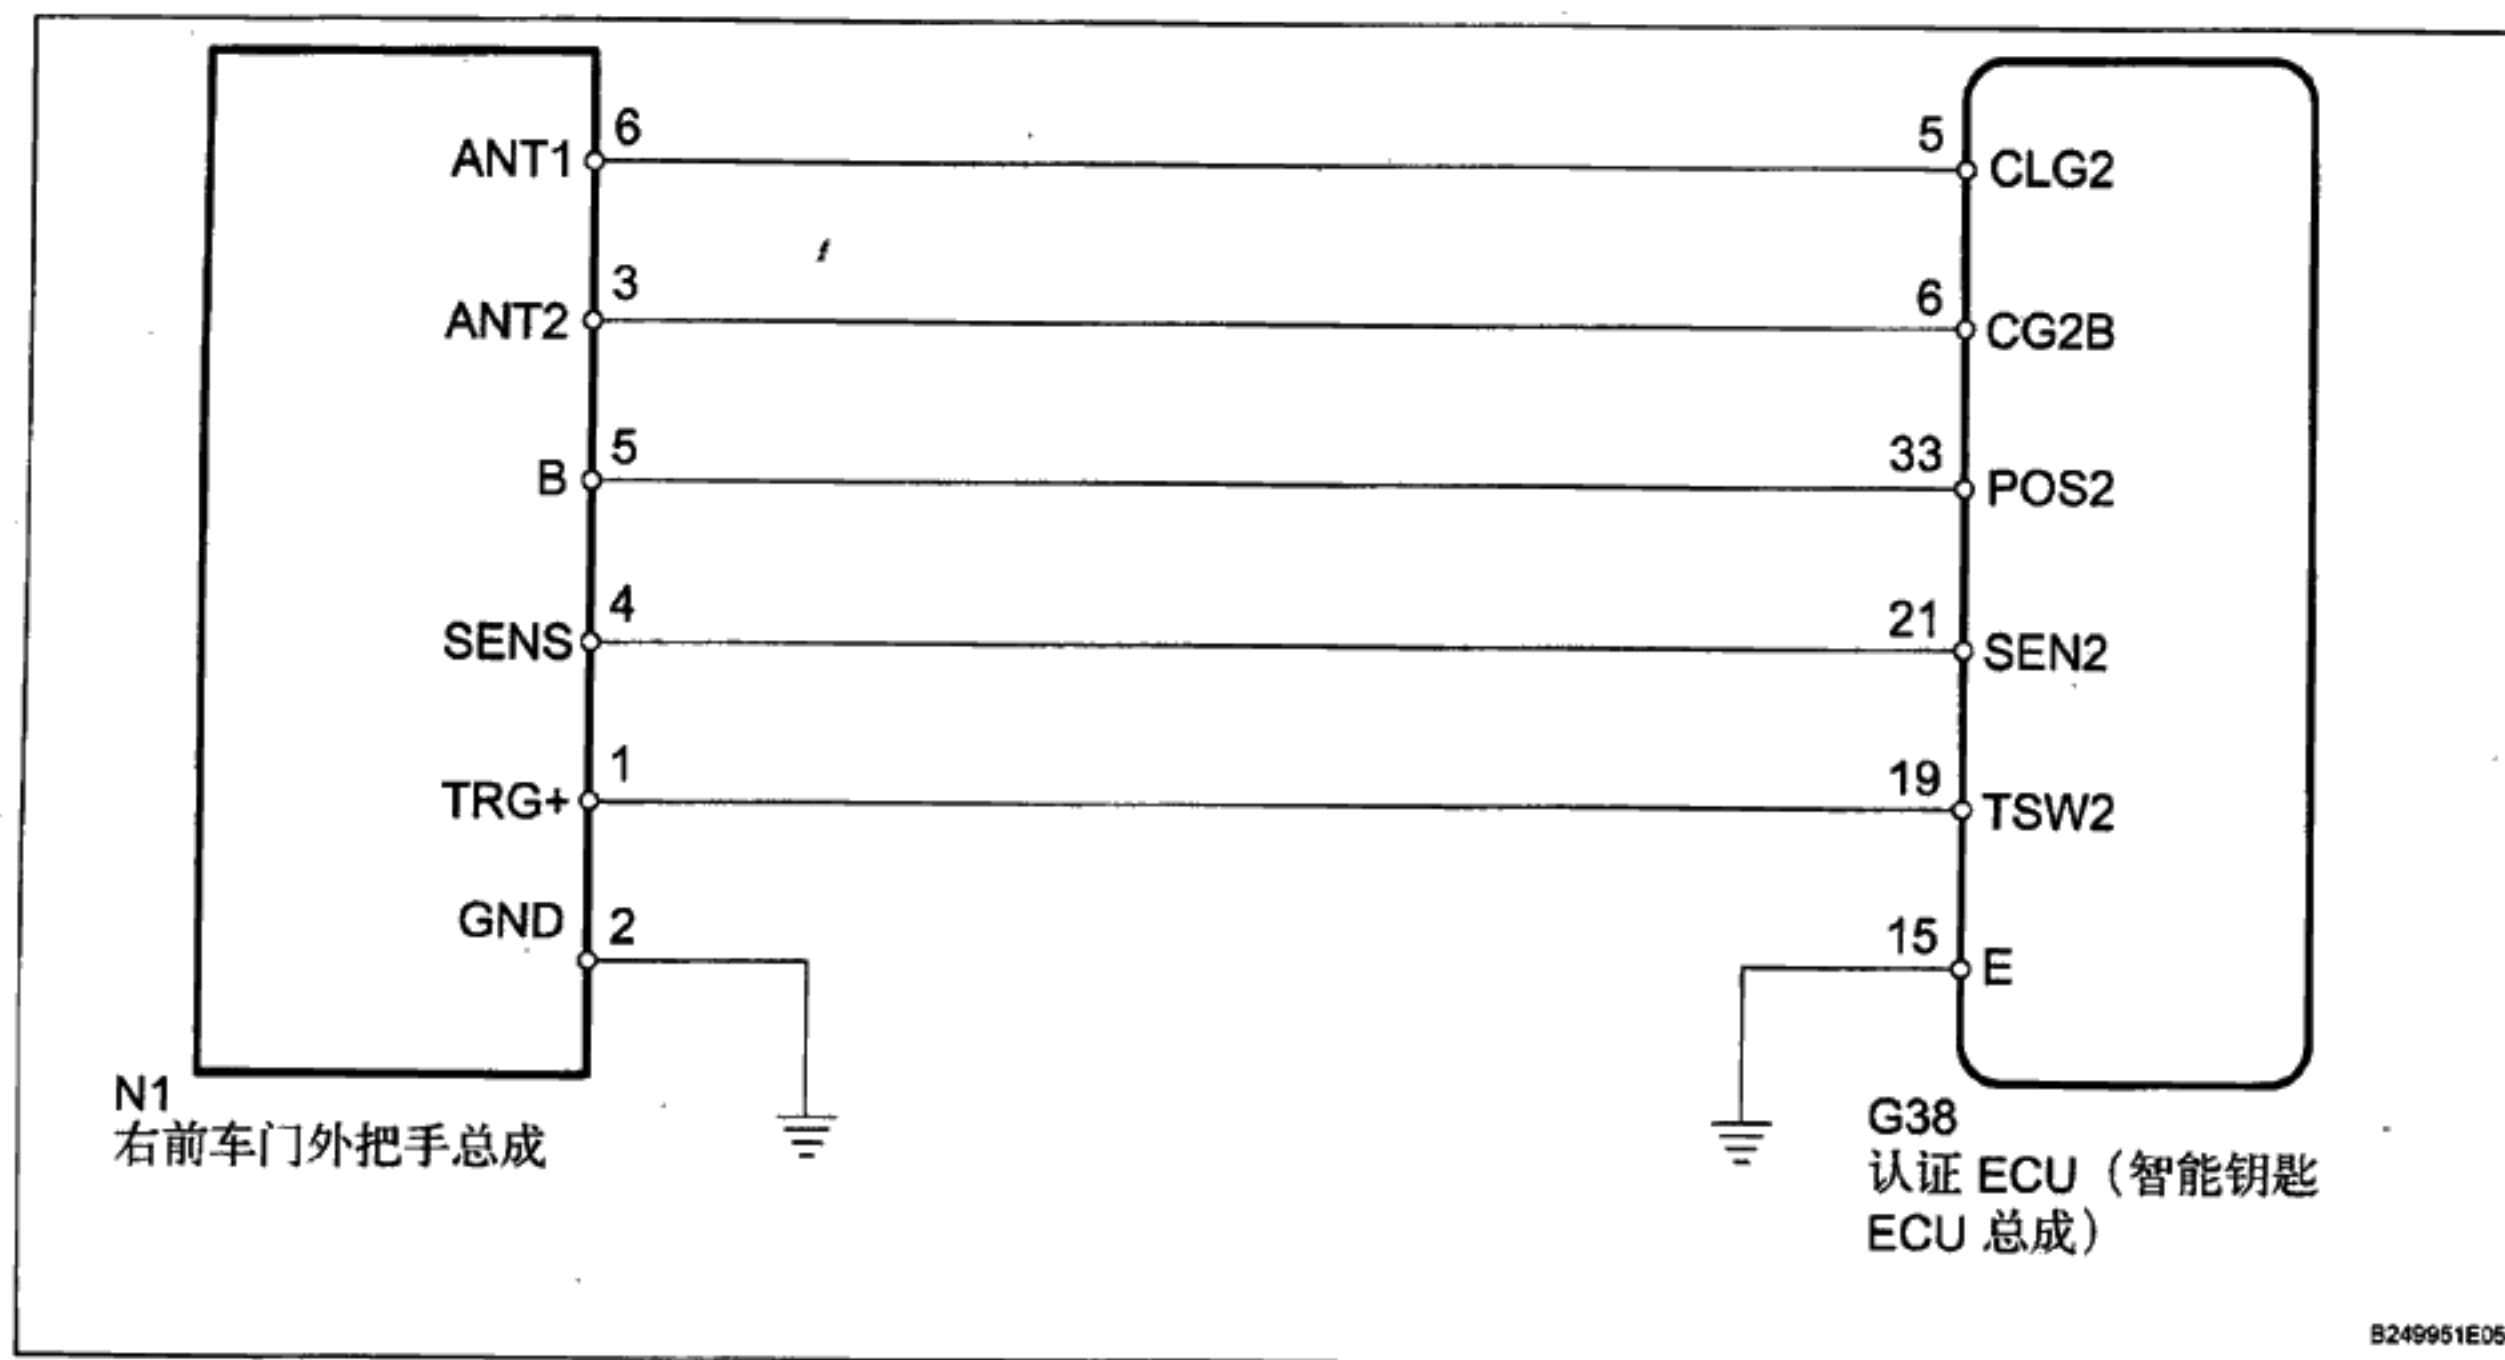 6 5
ANT1 CLG2
3 6
ANT2 CG2B
5 33
B POS2
4 21
SENS SEN2
1 19
TRG+ TSW2
GND 2 15
E
N1
右前车门外把手总成
G38
认证 ECU（智能钥匙
ECU 总成）
B249951E05